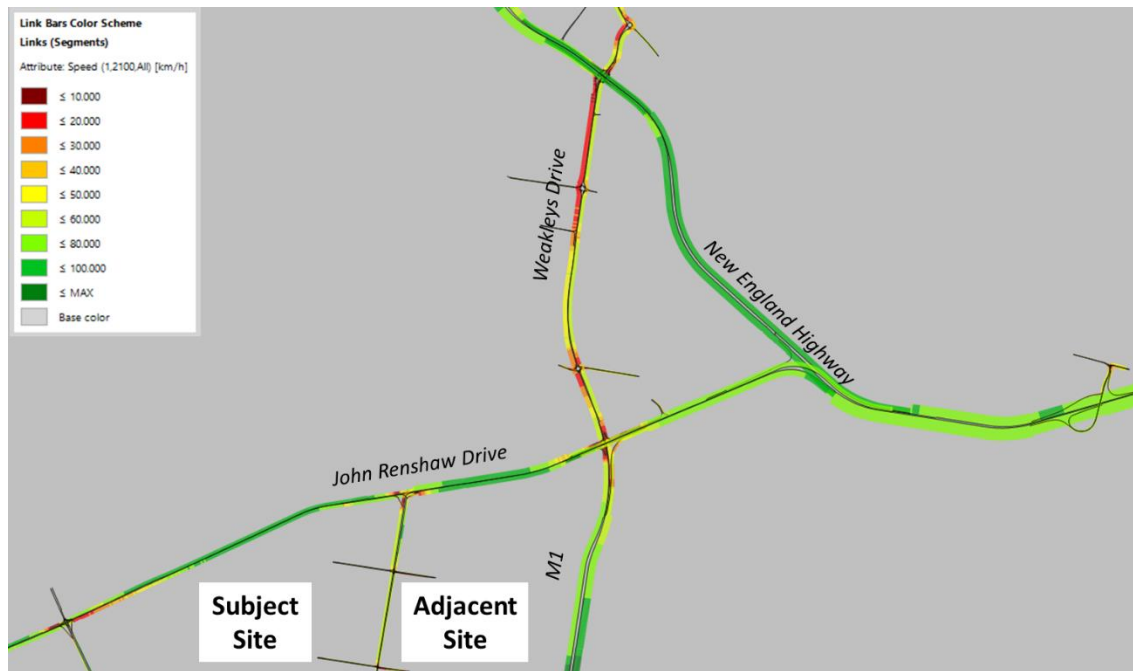 Link Bars Color Scheme
Links (Segments)
Attribute: Speed (1,2100,All) [km/h]
≤ 10.000
≤ 20.000
≤ 30.000
≤ 40.000
≤ 50.000
≤ 60.000
≤ 80.000
≤ 100.000
≤ MAX
Base color
Weakleys Drive
New England Highway
John Renshaw Drive
M1
Subject
Site
Adjacent
Site